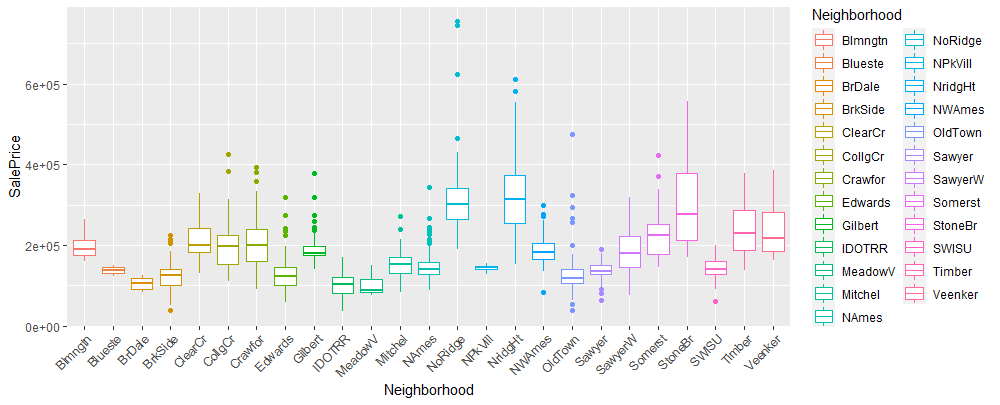 Neighborhood
Blmngtn
Blueste
BrDale
BrkSide
ClearCr
CollgCr
Crawfor
Edwards
Gilbert
IDOTRR
MeadowV
Mitchel
NAmes
NoRidge
NPkVill
NridgHt
NWAmes
OldTown
Sawyer
SawyerW
Somerst
StoneBr
SWISU
Timber
Veenker
SalePrice
6e+05
4e+05
2e+05
0e+00
Blmngtn
Blueste
BrDale
BrkSide
ClearCr
CollgCr
Crawfor
Edwards
Gilbert
IDOTRR
MeadowV
Mitchel
NAmes
NoRidge
NPkVill
NridgHt
NWAmes
OldTown
Sawyer
SawyerW
Somerst
StoneBr
SWISU
Timber
Veenker
Neighborhood